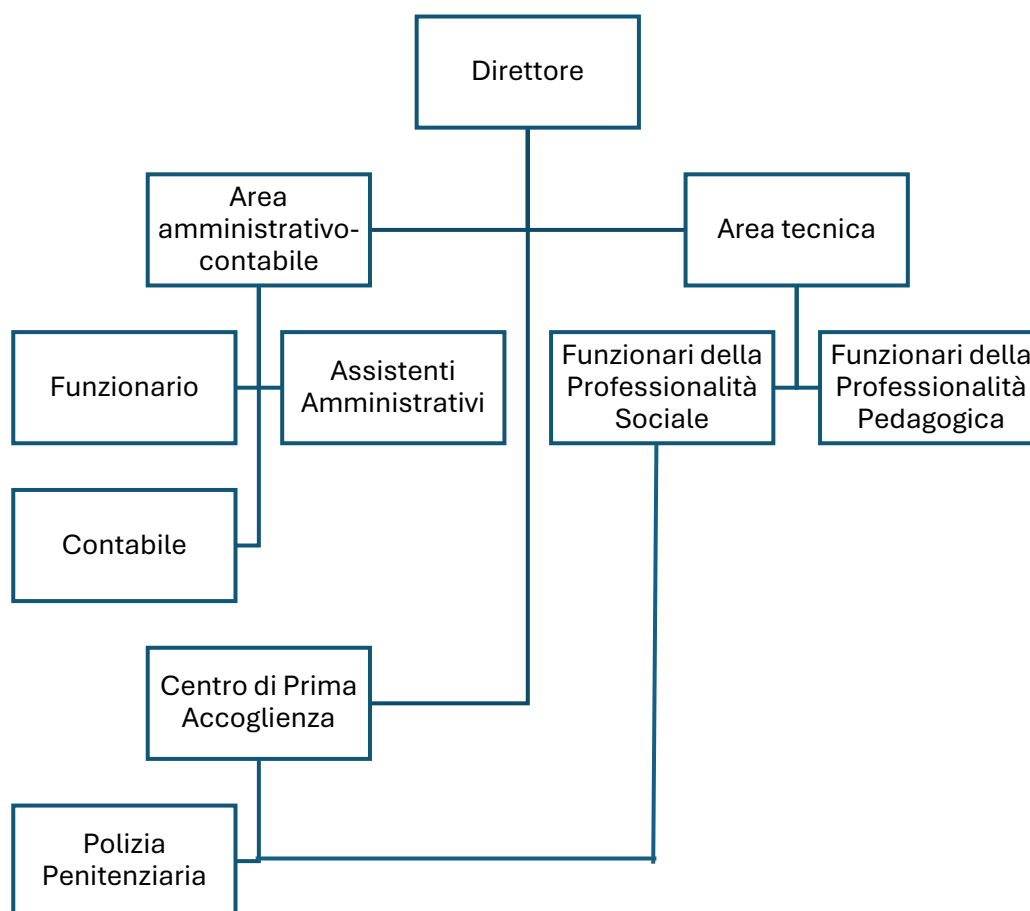 Direttore
Area
amministrativo-
contabile
Area tecnica
Funzionario
Assistenti
Amministrativi
Funzionari della
Professionalità
Sociale
Funzionari della
Professionalità
Pedagogica
Contabile
Centro di Prima
Accoglienza
Polizia
Penitenziaria